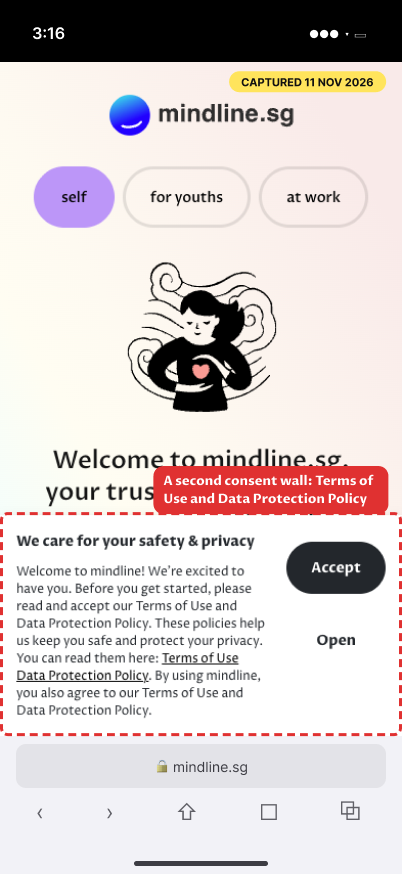 3:16
CAPTURED 11 NOV 2026
mindline.sg
self
for youths
at work
Welcome to mindline.sg,
your trus
A second consent wall: Terms of
Use and Data Protection Policy
We care for your safety & privacy
Welcome to mindline! We're excited to
have you. Before you get started, please
read and accept our Terms of Use and
Data Protection Policy. These policies help
us keep you safe and protect your privacy.
You can read them here: Terms of Use
Data Protection Policy. By using mindline,
you also agree to our Terms of Use and
Data Protection Policy.
Accept
Open
mindline.sg